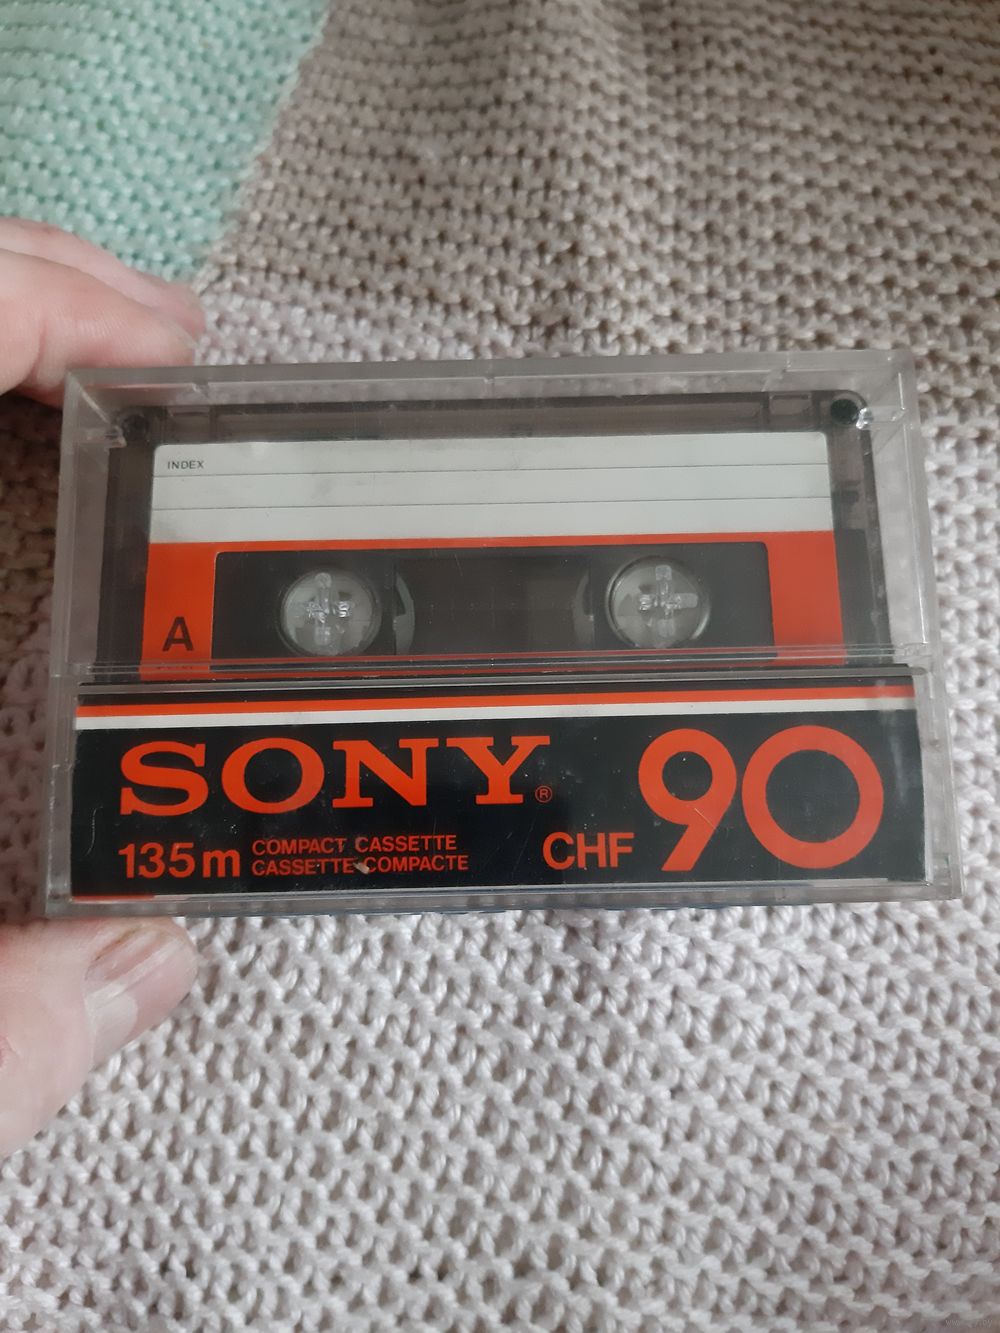 INDEX
A
SONY®
CHF 90
135m COMPACT CASSETTE
CASSETTE COMPACTE